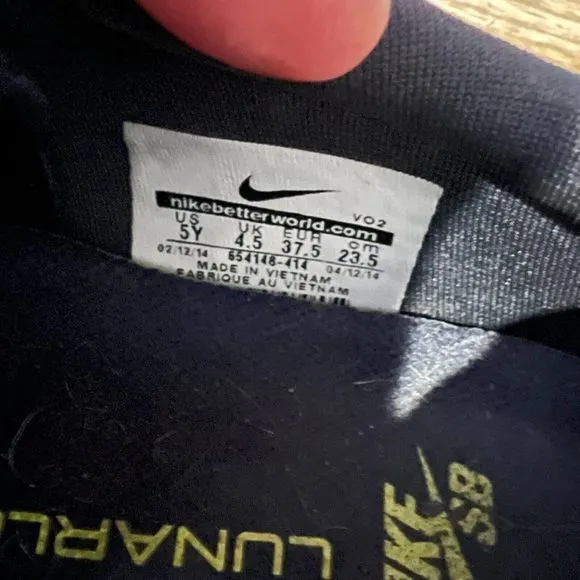 nikebetterworld.com
VO2
US UK EUR cm
5Y 4.5 37.5 23.5
02/12/14 654148-414 04/12/14
MADE IN VIETNAM
FABRIQUE AU VIETNAM
NIKE SB
LUNARL